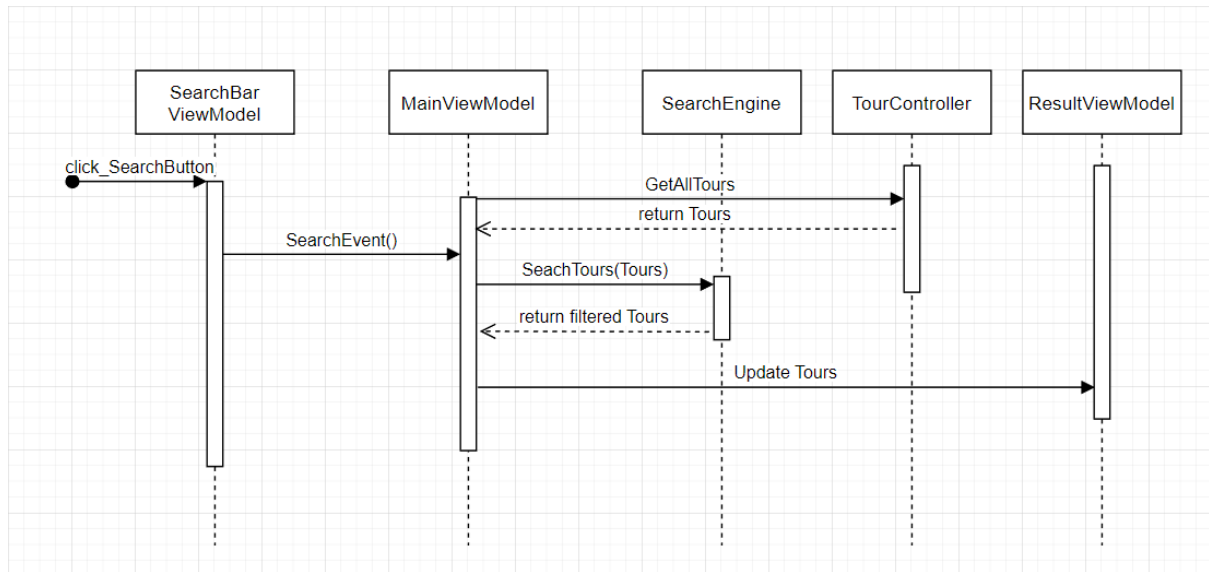 SearchBar
ViewModel
MainViewModel
SearchEngine
TourController
ResultViewModel
click_SearchButton
GetAllTours
return Tours
SearchEvent()
SeachTours(Tours)
return filtered Tours
Update Tours